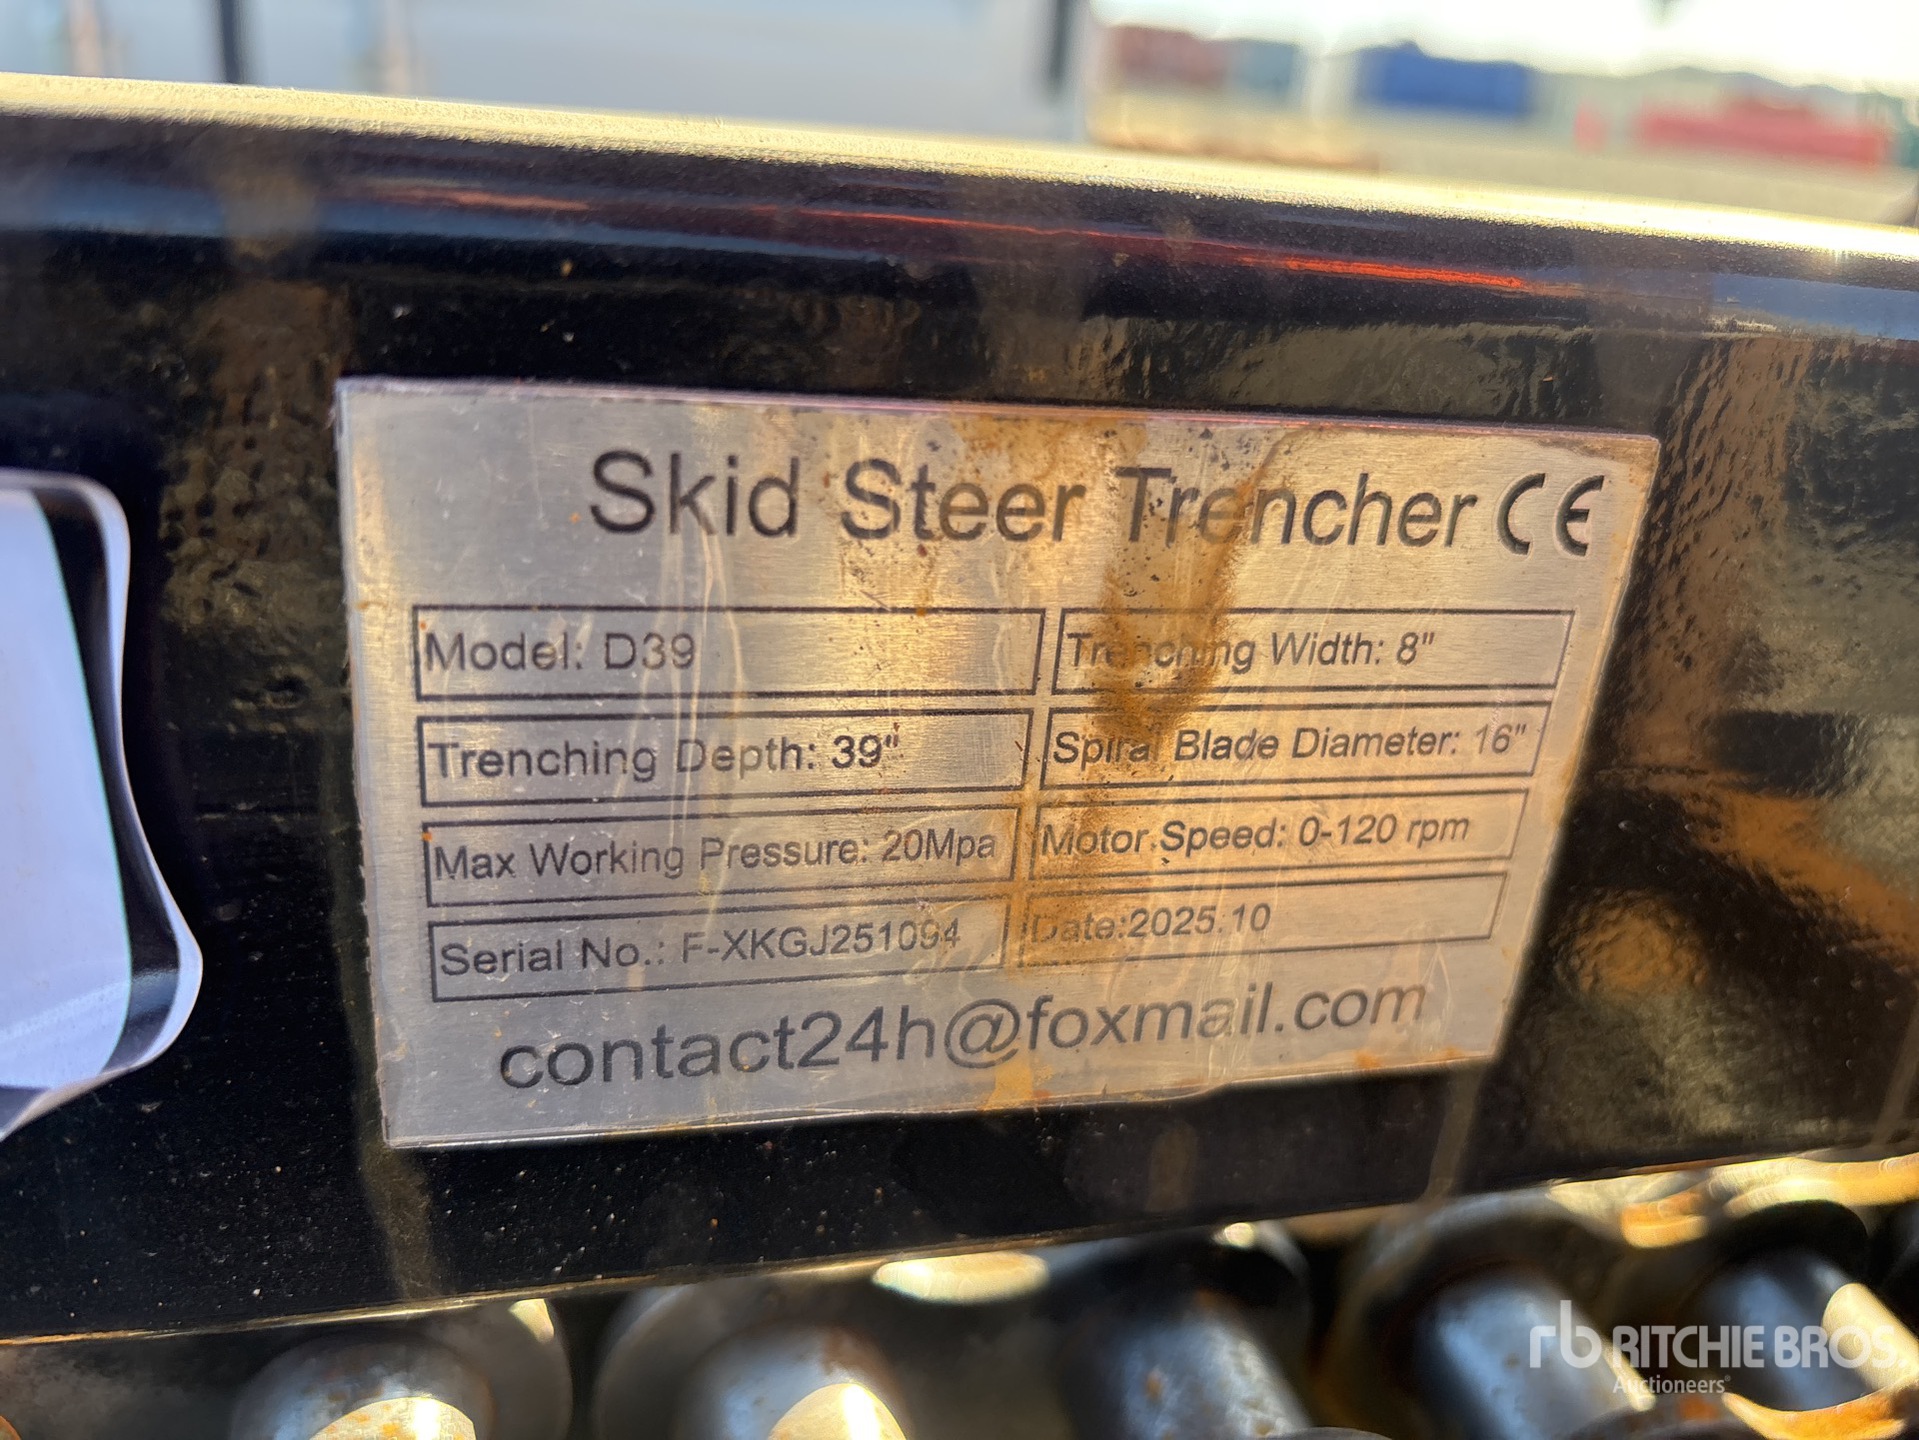 Skid Steer Trencher CE
Model: D39
Trenching Width: 8"
Trenching Depth: 39"
Spiral Blade Diameter: 16"
Max Working Pressure: 20Mpa
Motor Speed: 0-120 rpm
Serial No.: F-XKGJ251094
Date:2025.10
contact24h@foxmail.com
rb RITCHIE BROS
Auctioneers®